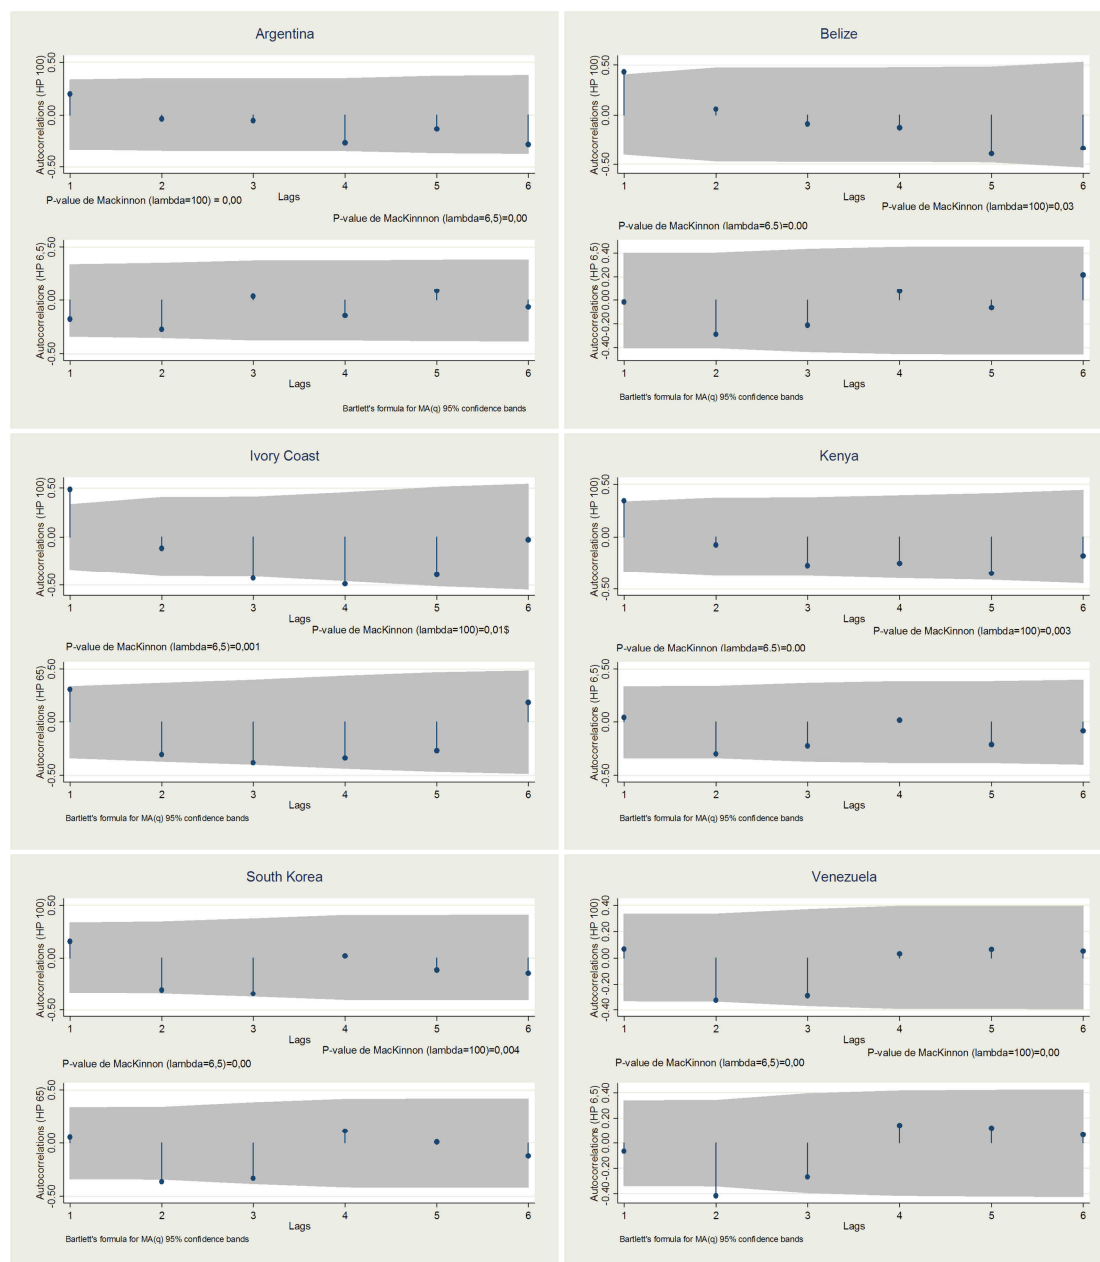 Argentina
Autocorrelations (HP 100)
0.50
0.00
-0.50
1 2 3 4 5 6
Lags
P-value de Mackinnon (lambda=100) = 0,00
P-value de MacKinnnon (lambda=6,5)=0,00
Autocorrelations (HP 6,5)
0.50
0.00
-0.50
1 2 3 4 5 6
Lags
Bartlett's formula for MA(q) 95% confidence bands
Belize
Autocorrelations (HP 100)
0.50
0.00
-0.50
1 2 3 4 5 6
Lags
P-value de MacKinnon (lambda=100)=0,03
P-value de MacKinnon (lambda=6.5)=0.00
Autocorrelations (HP 6,5)
0.40
0.20
0.00
-0.20
-0.40
1 2 3 4 5 6
Lags
Bartlett's formula for MA(q) 95% confidence bands
Ivory Coast
Autocorrelations (HP 100)
0.50
0.00
-0.50
1 2 3 4 5 6
Lags
P-value de MacKinnon (lambda=100)=0,01$
P-value de MacKinnon (lambda=6,5)=0,001
Autocorrelations (HP 65)
0.50
0.00
-0.50
1 2 3 4 5 6
Lags
Bartlett's formula for MA(q) 95% confidence bands
Kenya
Autocorrelations (HP 100)
0.50
0.00
-0.50
1 2 3 4 5 6
Lags
P-value de MacKinnon (lambda=100)=0,003
P-value de MacKinnon (lambda=6.5)=0.00
Autocorrelations (HP 6,5)
0.50
0.00
-0.50
1 2 3 4 5 6
Lags
Bartlett's formula for MA(q) 95% confidence bands
South Korea
Autocorrelations (HP 100)
0.50
0.00
-0.50
1 2 3 4 5 6
Lags
P-value de MacKinnon (lambda=100)=0,004
P-value de MacKinnon (lambda=6,5)=0,00
Autocorrelations (HP 65)
0.50
0.00
-0.50
1 2 3 4 5 6
Lags
Bartlett's formula for MA(q) 95% confidence bands
Venezuela
Autocorrelations (HP 100)
0.40
0.20
0.00
-0.20
-0.40
1 2 3 4 5 6
Lags
P-value de MacKinnon (lambda=100)=0,00
P-value de MacKinnon (lambda=6,5)=0,00
Autocorrelations (HP 6,5)
0.40
0.20
0.00
-0.20
-0.40
1 2 3 4 5 6
Lags
Bartlett's formula for MA(q) 95% confidence bands